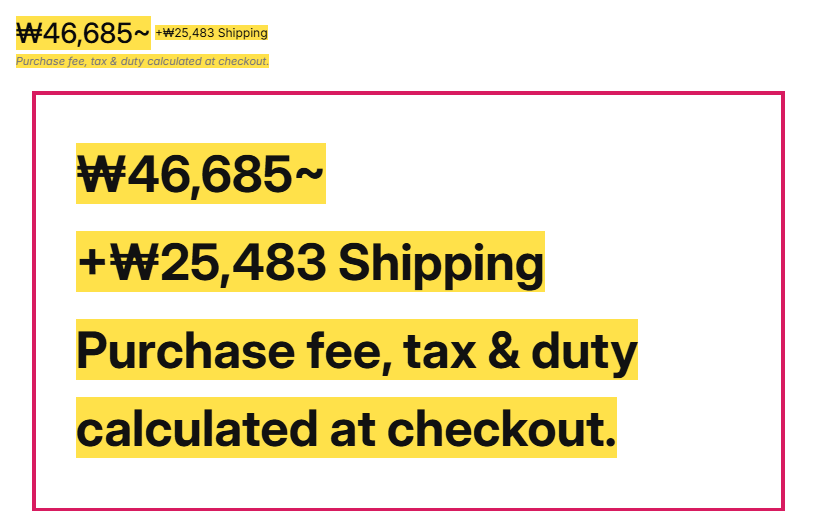 ₩46,685~ +₩25,483 Shipping
Purchase fee, tax & duty calculated at checkout.
₩46,685~
+₩25,483 Shipping
Purchase fee, tax & duty
calculated at checkout.